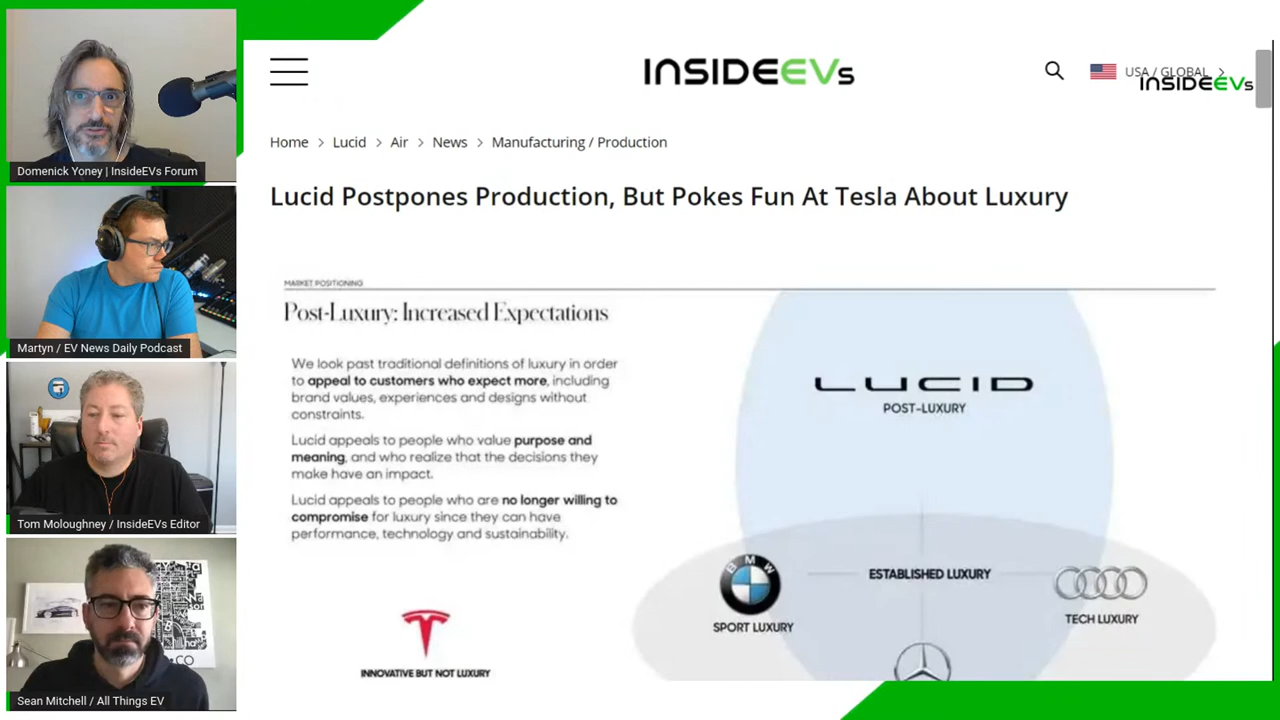 Domenick Yoney | InsideEVs Forum
Martyn / EV News Daily Podcast
Tom Moloughney / InsideEVs Editor
Sean Mitchell / All Things EV
INSIDEEVs
USA / GLOBAL
INSIDEEVs
Home > Lucid > Air > News > Manufacturing / Production
Lucid Postpones Production, But Pokes Fun At Tesla About Luxury
MARKET POSITIONING
Post-Luxury: Increased Expectations
We look past traditional definitions of luxury in order
to appeal to customers who expect more, including
brand values, experiences and designs without
constraints.
Lucid appeals to people who value purpose and
meaning, and who realize that the decisions they
make have an impact.
Lucid appeals to people who are no longer willing to
compromise for luxury since they can have
performance, technology and sustainability.
INNOVATIVE BUT NOT LUXURY
LUCID
POST-LUXURY
ESTABLISHED LUXURY
BMW
SPORT LUXURY
TECH LUXURY